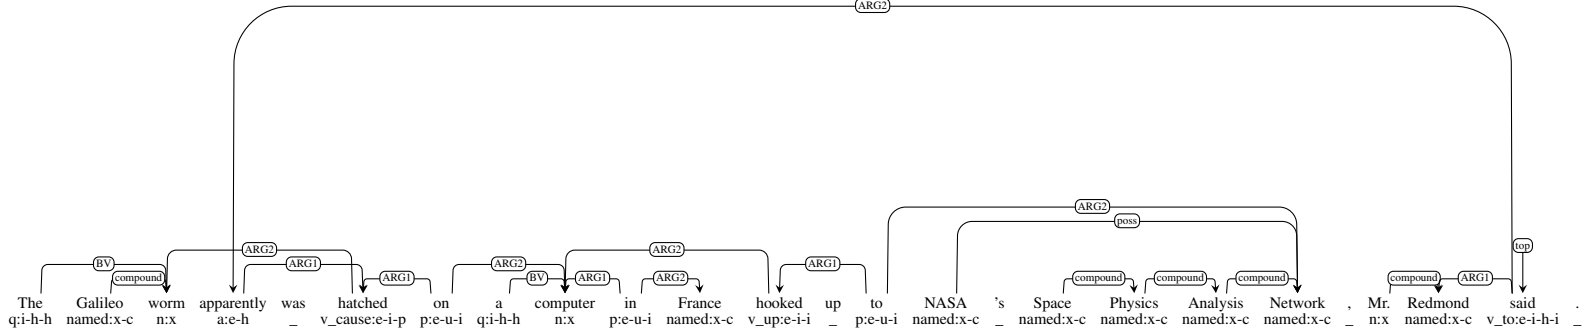 ARG2
ARG2
poss
ARG2 ARG2 top
BV ARG1 ARG2 ARG1
compound ARG1 BV ARG1 ARG2 compound compound compound compound ARG1
The Galileo worm apparently was hatched on a computer in France hooked up to NASA 's Space Physics Analysis Network , Mr. Redmond said .
q:i-h-h named:x-c n:x a:e-h _ v_cause:e-i-p p:e-u-i q:i-h-h n:x p:e-u-i named:x-c v_up:e-i-i _ p:e-u-i named:x-c _ named:x-c named:x-c named:x-c named:x-c _ n:x named:x-c v_to:e-i-h-i _